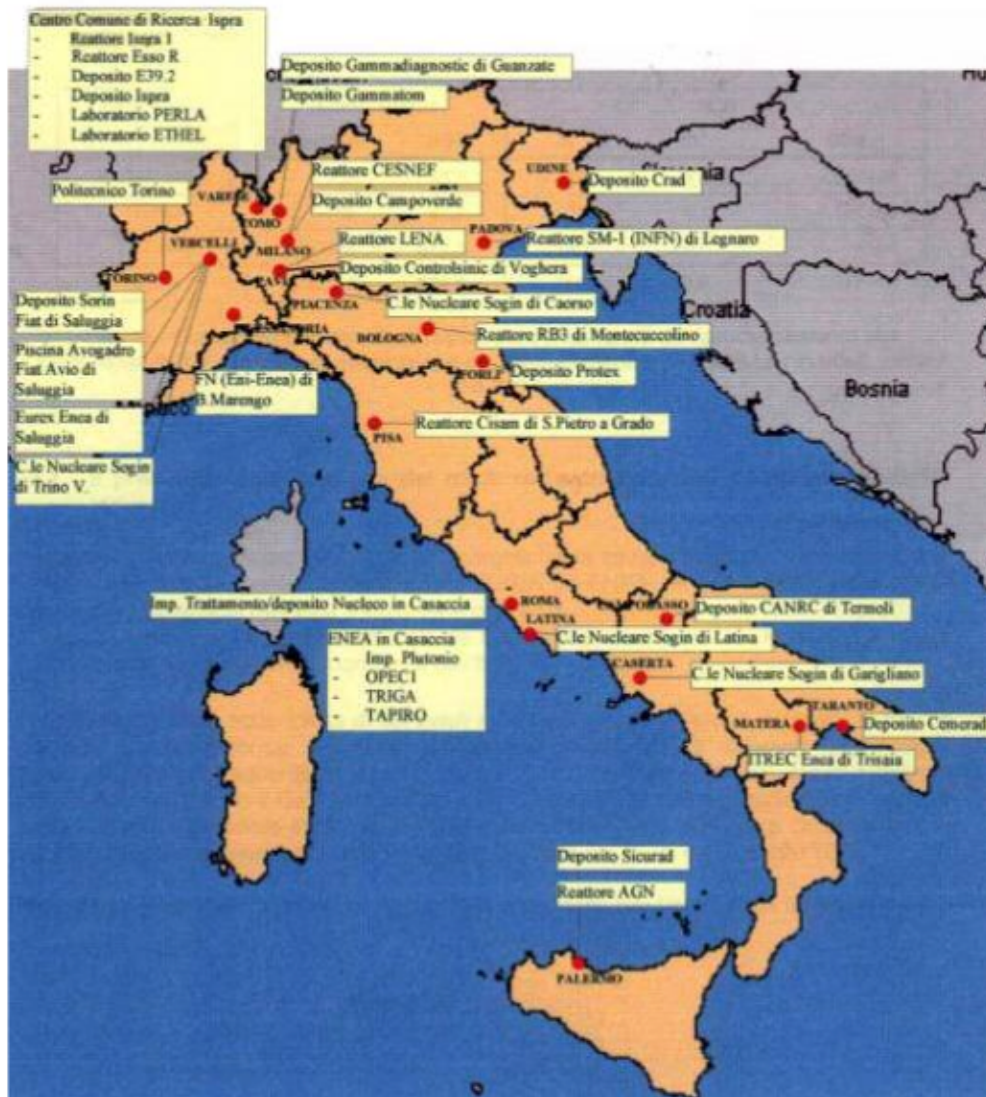 Centro Comune di Ricerca Ispra
- Reattore Ispra 1
- Reattore Esso R
- Deposito E39.2
- Deposito Ispra
- Laboratorio PERLA
- Laboratorio ETHEL
Deposito Gammadiagnostic di Guanzate
Deposito Gammatom
Reattore CESNEF
Deposito Campoverde
Politecnico Torino
VARESE
COMO
UDINE
Slovenia
Deposito Crad
VERCELLI
MILANO
Reattore LENA
PADOVA
Reattore SM-1 (INFN) di Legnaro
TORINO
PAVIA
Deposito Controlsinic di Voghera
PIACENZA
C.le Nucleare Sogin di Caorso
Croatia
Deposito Sorin
Fiat di Saluggia
BOLOGNA
Reattore RB3 di Montecuccolino
Piscina Avogadro
Fiat Avio di
Saluggia
FORLI'
Deposito Protex
FN (Eni-Enea) di
B.Marengo
Bosnia
Eurex Enea di
Saluggia
PISA
Reattore Cisam di S.Pietro a Grado
C.le Nucleare Sogin
di Trino V.
Imp. Trattamento/deposito Nucleco in Casaccia
ROMA
CAMPOBASSO
Deposito CANRC di Termoli
LATINA
C.le Nucleare Sogin di Latina
ENEA in Casaccia
- Imp. Plutonio
- OPEC1
- TRIGA
- TAPIRO
CASERTA
C.le Nucleare Sogin di Garigliano
TARANTO
MATERA
Deposito Cemerad
ITREC Enea di Trisaia
Deposito Sicurad
Reattore AGN
PALERMO